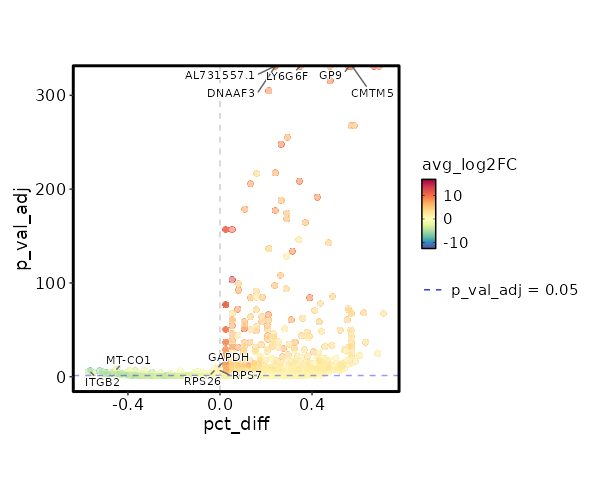 AL731557.1
LY6G6F
GP9
DNAAF3
CMTM5
300
200
100
0
p_val_adj
MT-CO1
GAPDH
ITGB2
RPS26
RPS7
-0.4
0.0
0.4
pct_diff
avg_log2FC
10
0
-10
p_val_adj = 0.05